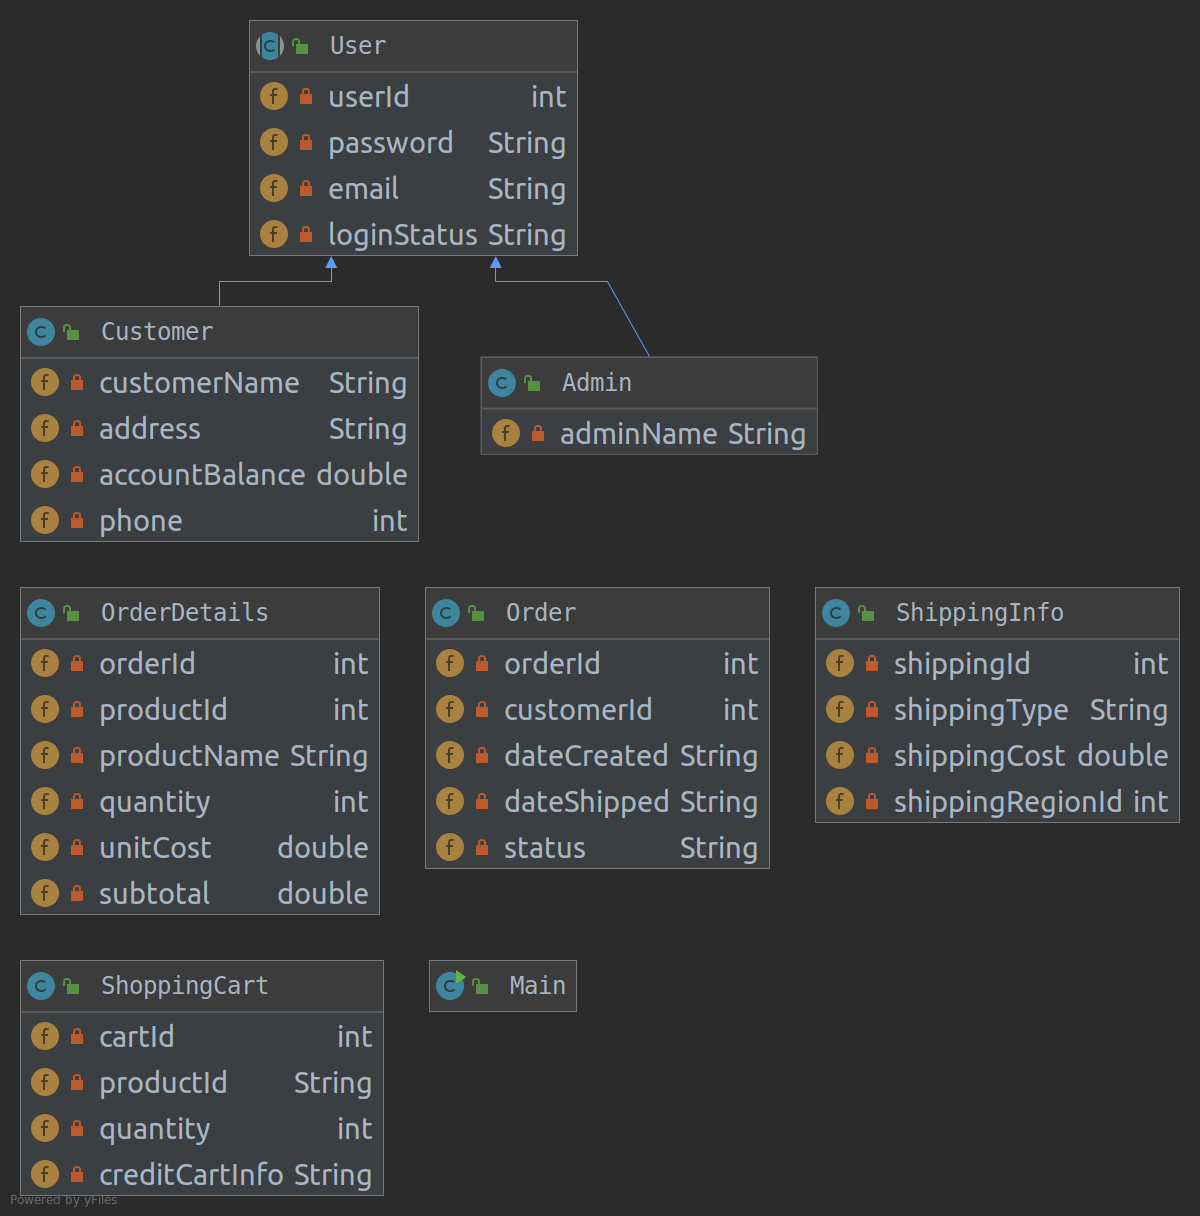 User
userId int
password String
email String
loginStatus String
Customer
customerName String
address String
accountBalance double
phone int
Admin
adminName String
OrderDetails
orderId int
productId int
productName String
quantity int
unitCost double
subtotal double
Order
orderId int
customerId int
dateCreated String
dateShipped String
status String
ShippingInfo
shippingId int
shippingType String
shippingCost double
shippingRegionId int
ShoppingCart
cartId int
productId String
quantity int
creditCartInfo String
Main
Powered by yFiles